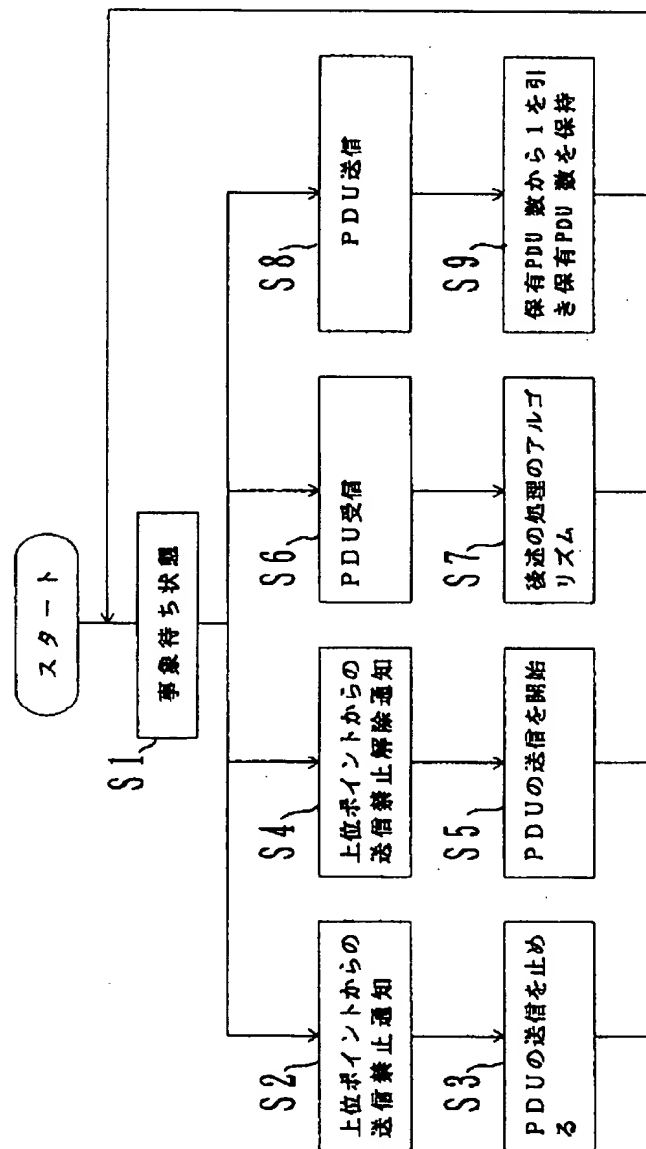 スタート
S1
事象待ち状態
S2
上位ポイントからの
送信禁止通知
S3
PDUの送信を止め
る
S4
上位ポイントからの
送信禁止解除通知
S5
PDUの送信を開始
S6
PDU受信
S7
後述の処理のアルゴ
リズム
S8
PDU送信
S9
保有PDU 数から1を引
き保有PDU 数を保持